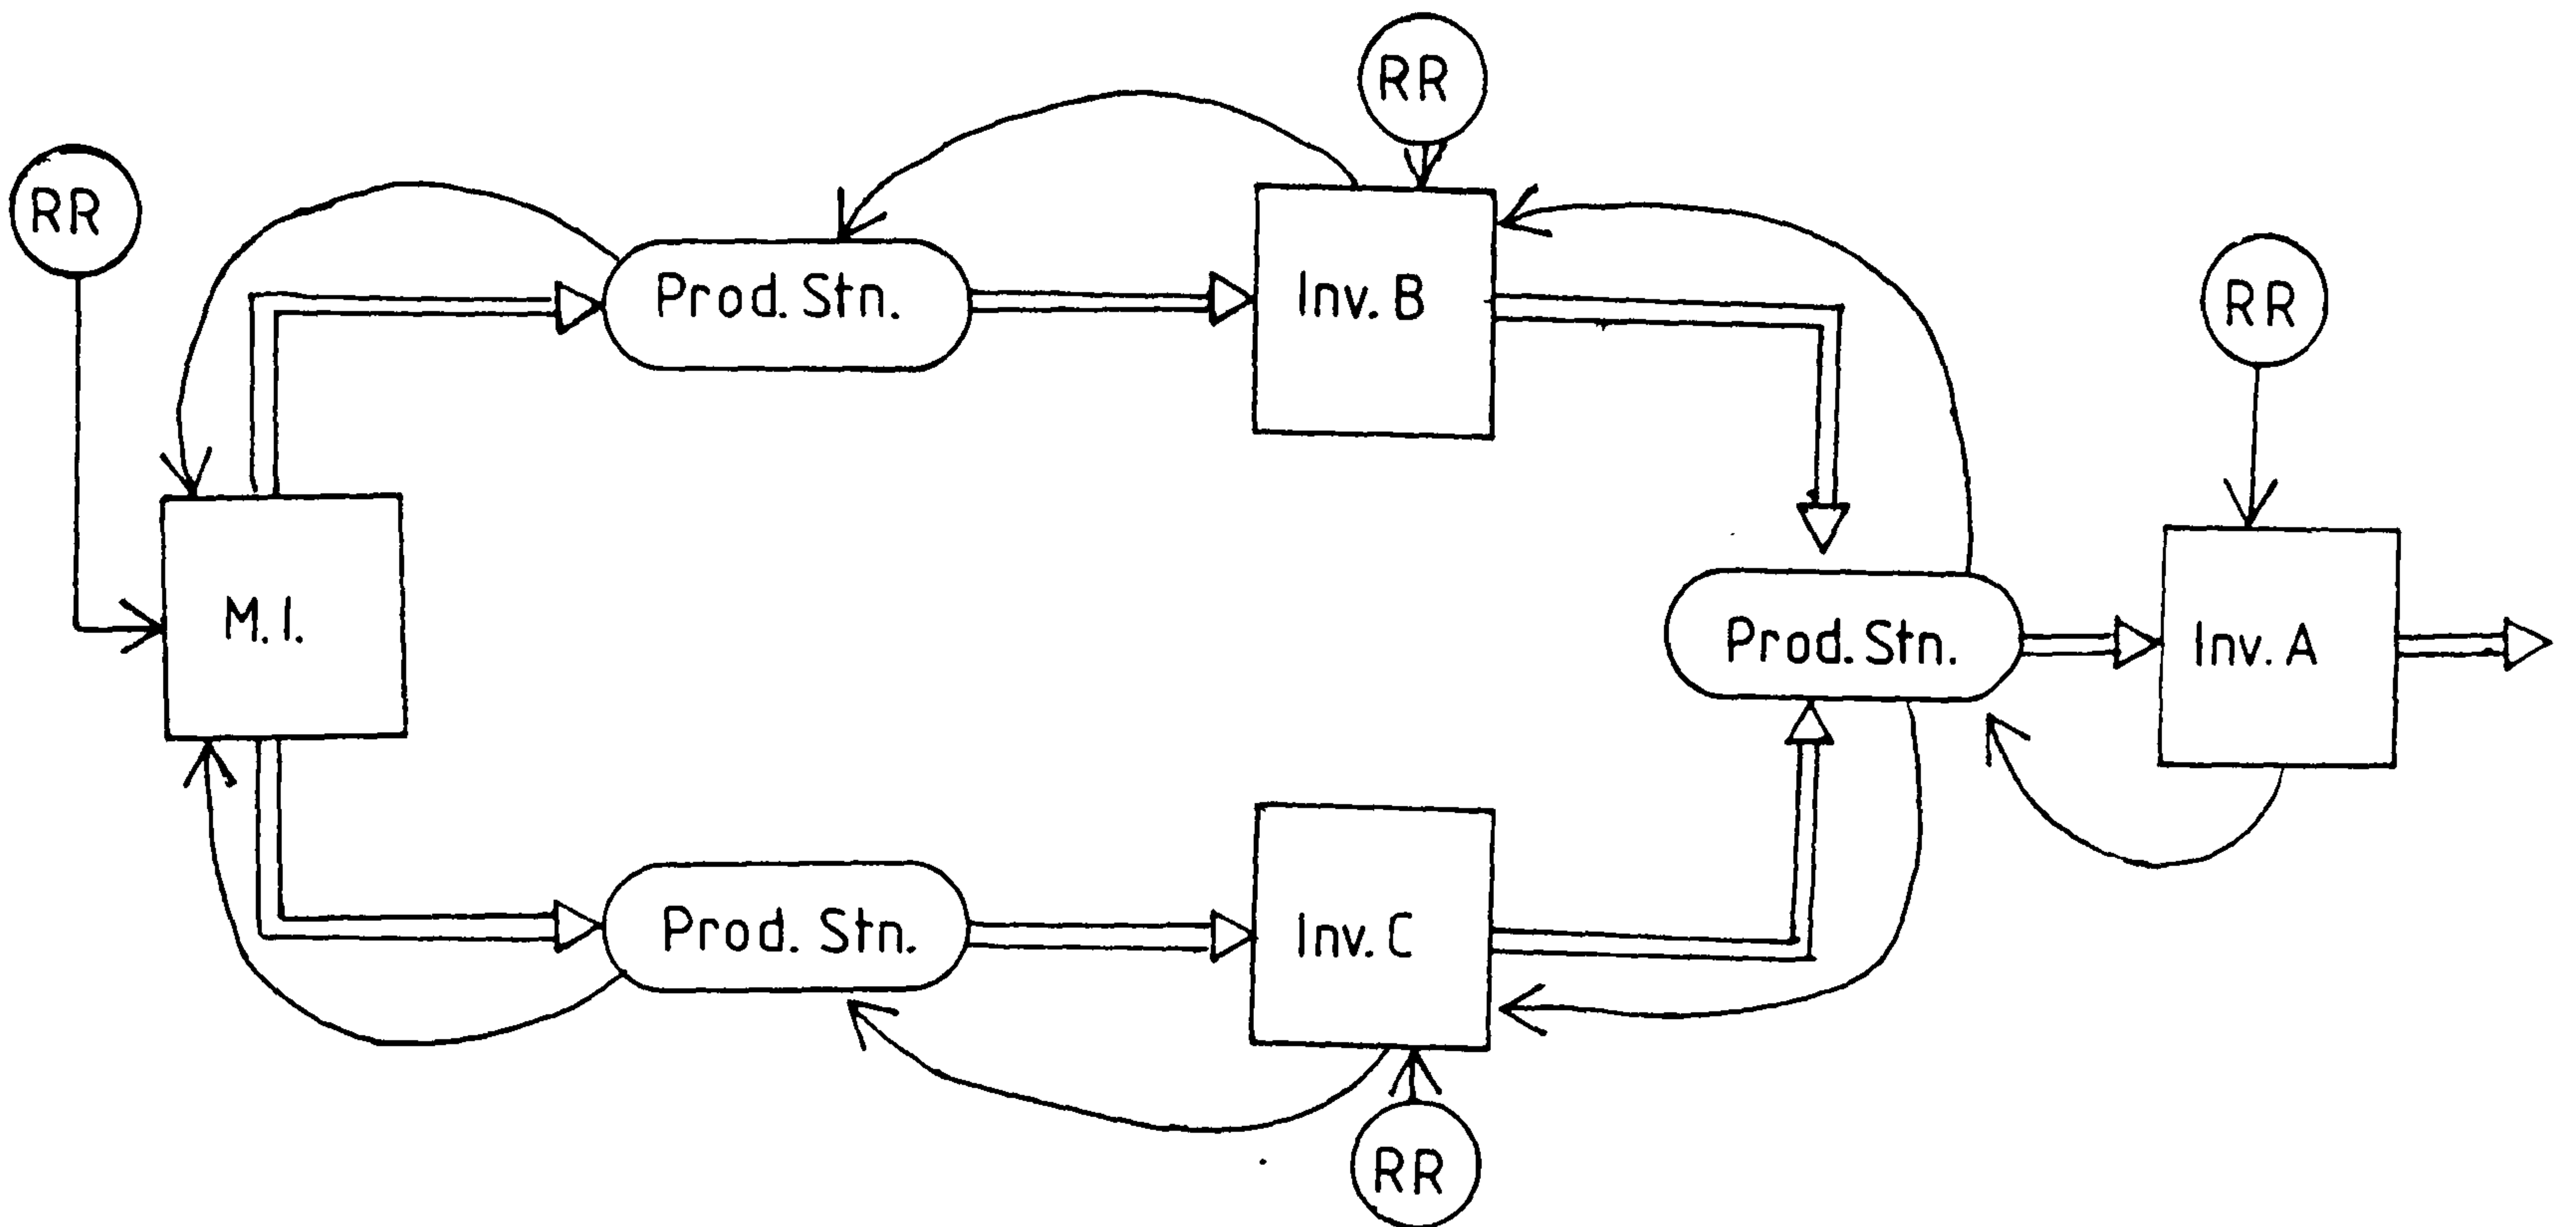 RR
RR
Prod. Stn.
Inv. B
RR
M. I.
Prod. Stn.
Inv. A
Prod. Stn.
Inv. C
RR